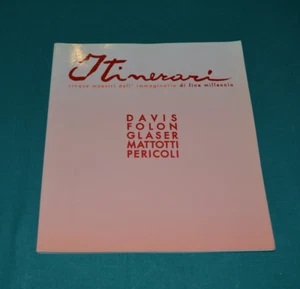 Itinerari
cinque maestri dell'immaginario di fine millennio
DAVIS
FOLON
GLASER
MATTOTTI
PERICOLI